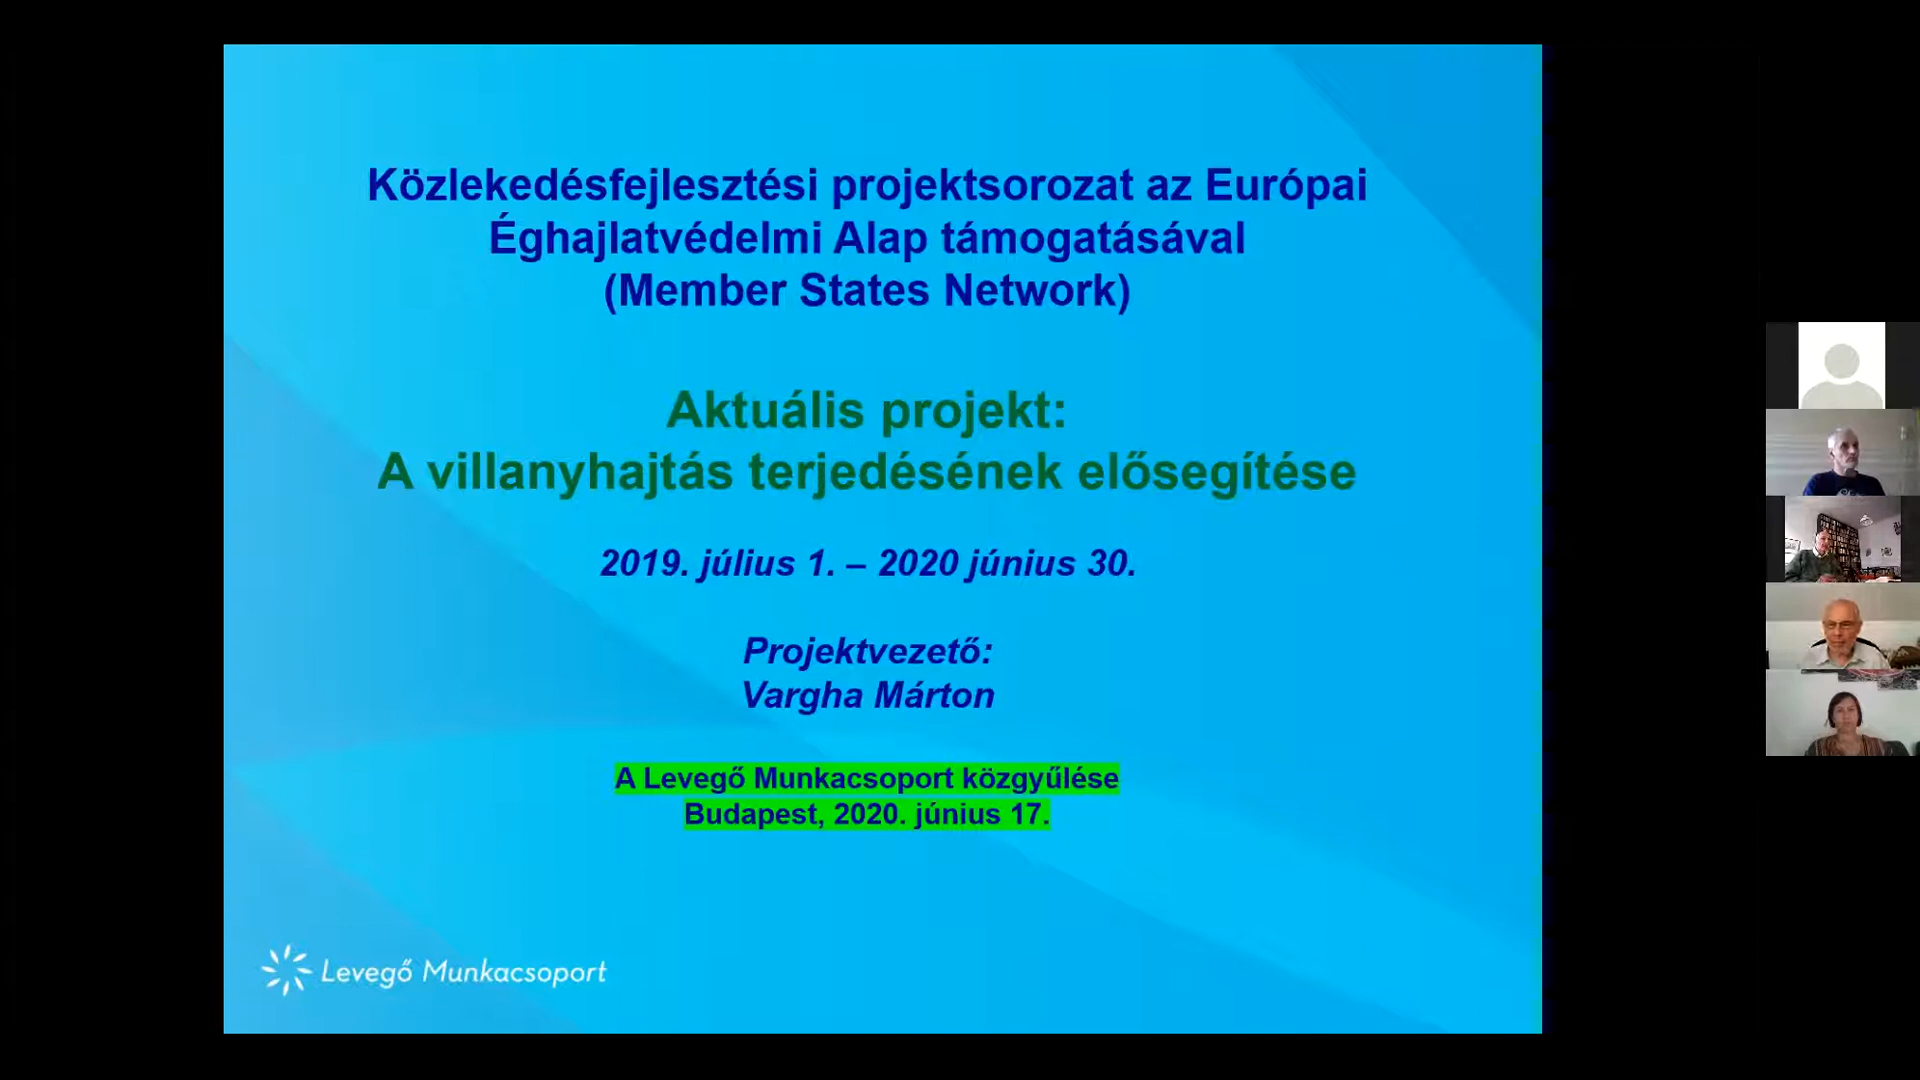 Közlekedésfejlesztési projektsorozat az Európai
Éghajlatvédelmi Alap támogatásával
(Member States Network)
Aktuális projekt:
A villanyhajtás terjedésének elősegítése
2019. július 1. – 2020 június 30.
Projektvezető:
Vargha Márton
A Levegő Munkacsoport közgyűlése
Budapest, 2020. június 17.
Levegő Munkacsoport